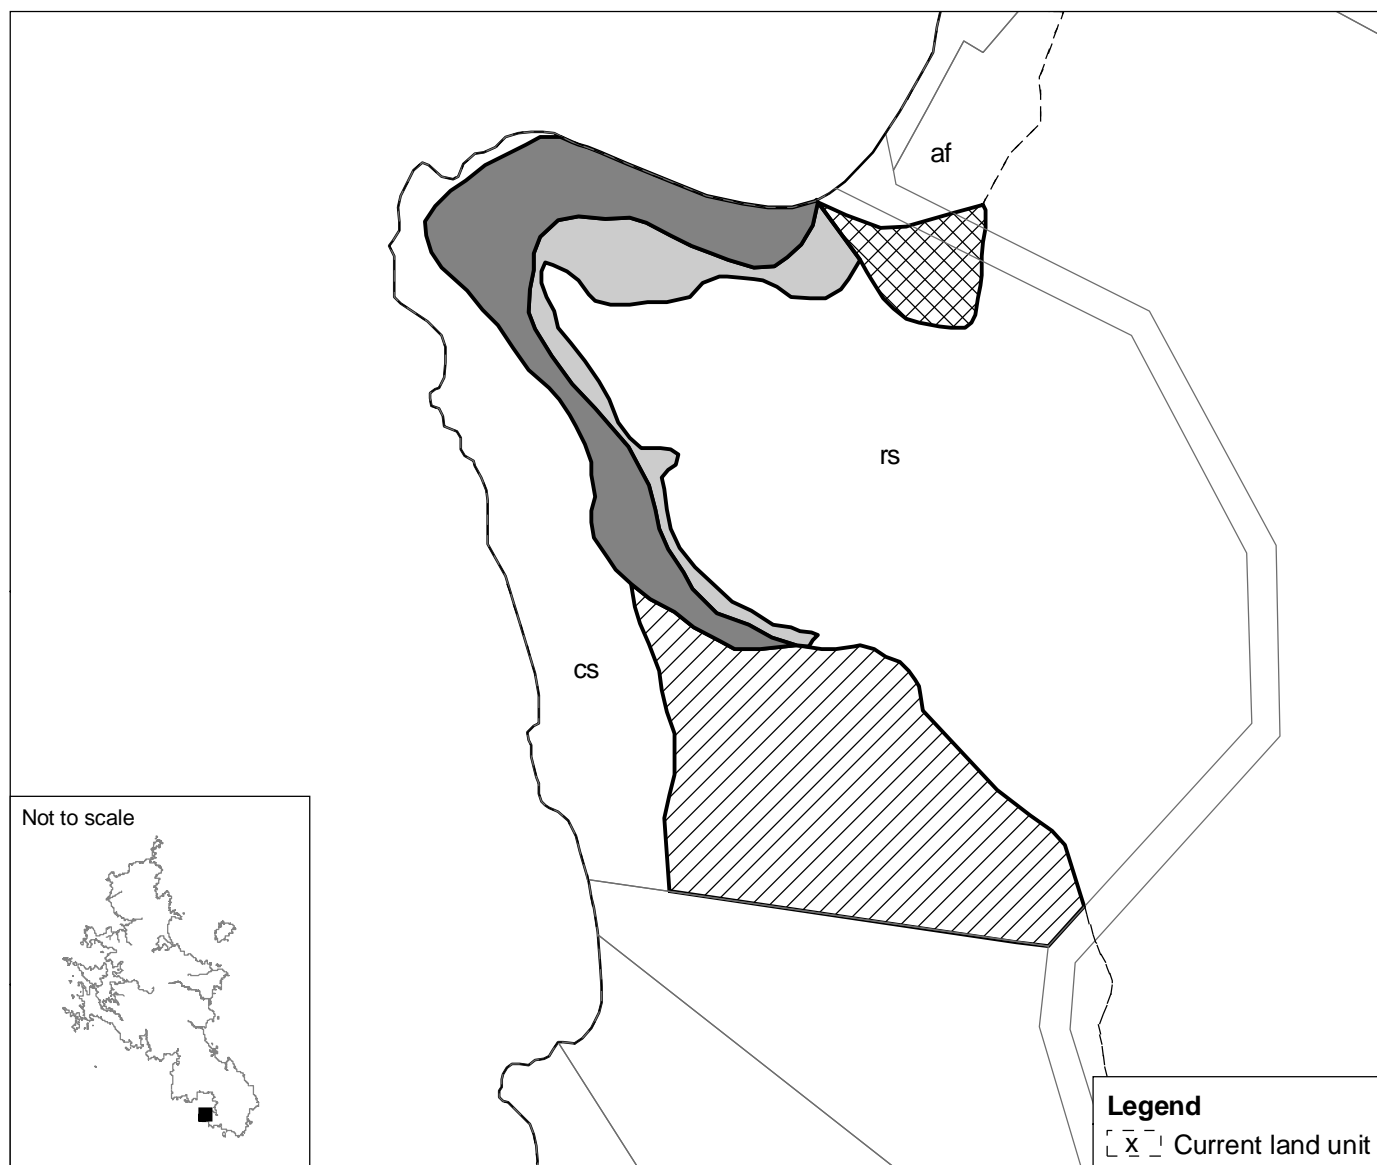 af
rs
cs
Not to scale
Legend
x Current land unit